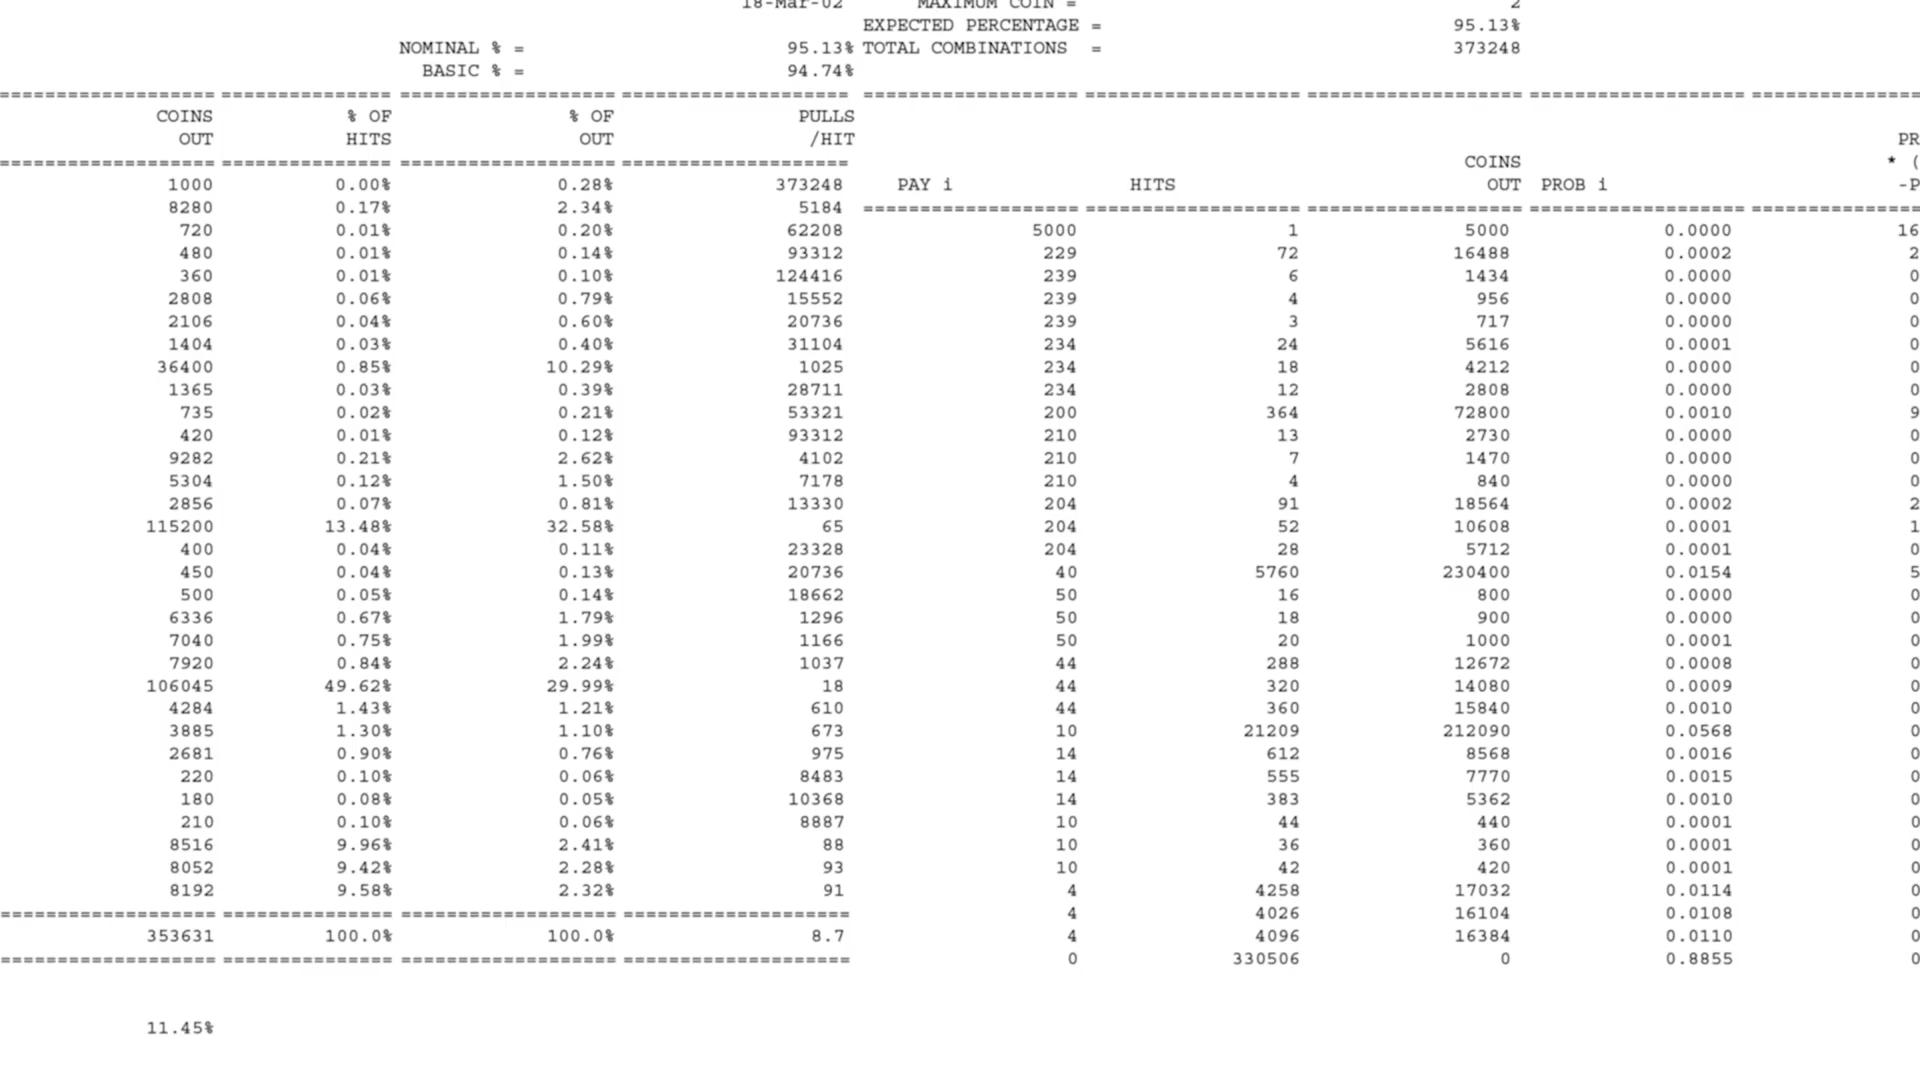 18-Mar-02 MAXIMUM COIN = 2
EXPECTED PERCENTAGE = 95.13%
NOMINAL % = 95.13% TOTAL COMBINATIONS = 373248
BASIC % = 94.74%
COINS % OF % OF PULLS
OUT HITS OUT /HIT PR
COINS * (
1000 0.00% 0.28% 373248 PAY i HITS OUT PROB i -P
8280 0.17% 2.34% 5184
720 0.01% 0.20% 62208 5000 1 5000 0.0000 16
480 0.01% 0.14% 93312 229 72 16488 0.0002 2
360 0.01% 0.10% 124416 239 6 1434 0.0000 0
2808 0.06% 0.79% 15552 239 4 956 0.0000 0
2106 0.04% 0.60% 20736 239 3 717 0.0000 0
1404 0.03% 0.40% 31104 234 24 5616 0.0001 0
36400 0.85% 10.29% 1025 234 18 4212 0.0000 0
1365 0.03% 0.39% 28711 234 12 2808 0.0000 0
735 0.02% 0.21% 53321 200 364 72800 0.0010 9
420 0.01% 0.12% 93312 210 13 2730 0.0000 0
9282 0.21% 2.62% 4102 210 7 1470 0.0000 0
5304 0.12% 1.50% 7178 210 4 840 0.0000 0
2856 0.07% 0.81% 13330 204 91 18564 0.0002 2
115200 13.48% 32.58% 65 204 52 10608 0.0001 1
400 0.04% 0.11% 23328 204 28 5712 0.0001 0
450 0.04% 0.13% 20736 40 5760 230400 0.0154 5
500 0.05% 0.14% 18662 50 16 800 0.0000 0
6336 0.67% 1.79% 1296 50 18 900 0.0000 0
7040 0.75% 1.99% 1166 50 20 1000 0.0001 0
7920 0.84% 2.24% 1037 44 288 12672 0.0008 0
106045 49.62% 29.99% 18 44 320 14080 0.0009 0
4284 1.43% 1.21% 610 44 360 15840 0.0010 0
3885 1.30% 1.10% 673 10 21209 212090 0.0568 0
2681 0.90% 0.76% 975 14 612 8568 0.0016 0
220 0.10% 0.06% 8483 14 555 7770 0.0015 0
180 0.08% 0.05% 10368 14 383 5362 0.0010 0
210 0.10% 0.06% 8887 10 44 440 0.0001 0
8516 9.96% 2.41% 88 10 36 360 0.0001 0
8052 9.42% 2.28% 93 10 42 420 0.0001 0
8192 9.58% 2.32% 91 4 4258 17032 0.0114 0
4 4026 16104 0.0108 0
353631 100.0% 100.0% 8.7 4 4096 16384 0.0110 0
0 330506 0 0.8855 0
11.45%